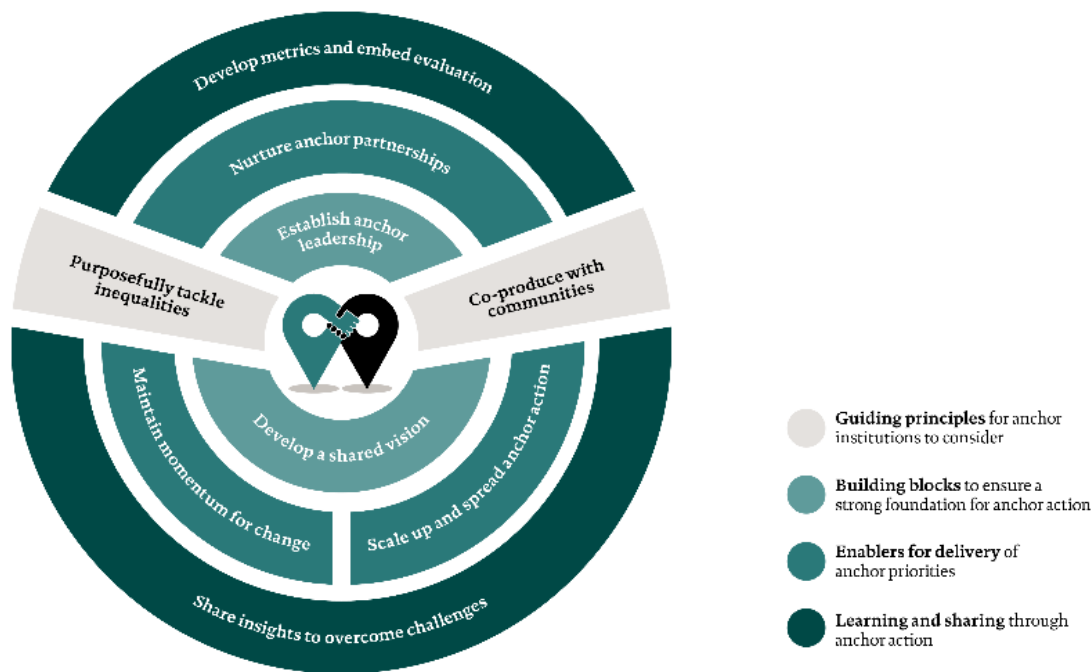 Develop metrics and embed evaluation
Nurture anchor partnerships
Establish anchor
leadership
Purposefully tackle
inequalities
Co-produce with
communities
Develop a shared vision
Maintain momentum for change
Scale up and spread anchor action
Share insights to overcome challenges
Guiding principles for anchor
institutions to consider
Building blocks to ensure a
strong foundation for anchor action
Enablers for delivery of
anchor priorities
Learning and sharing through
anchor action